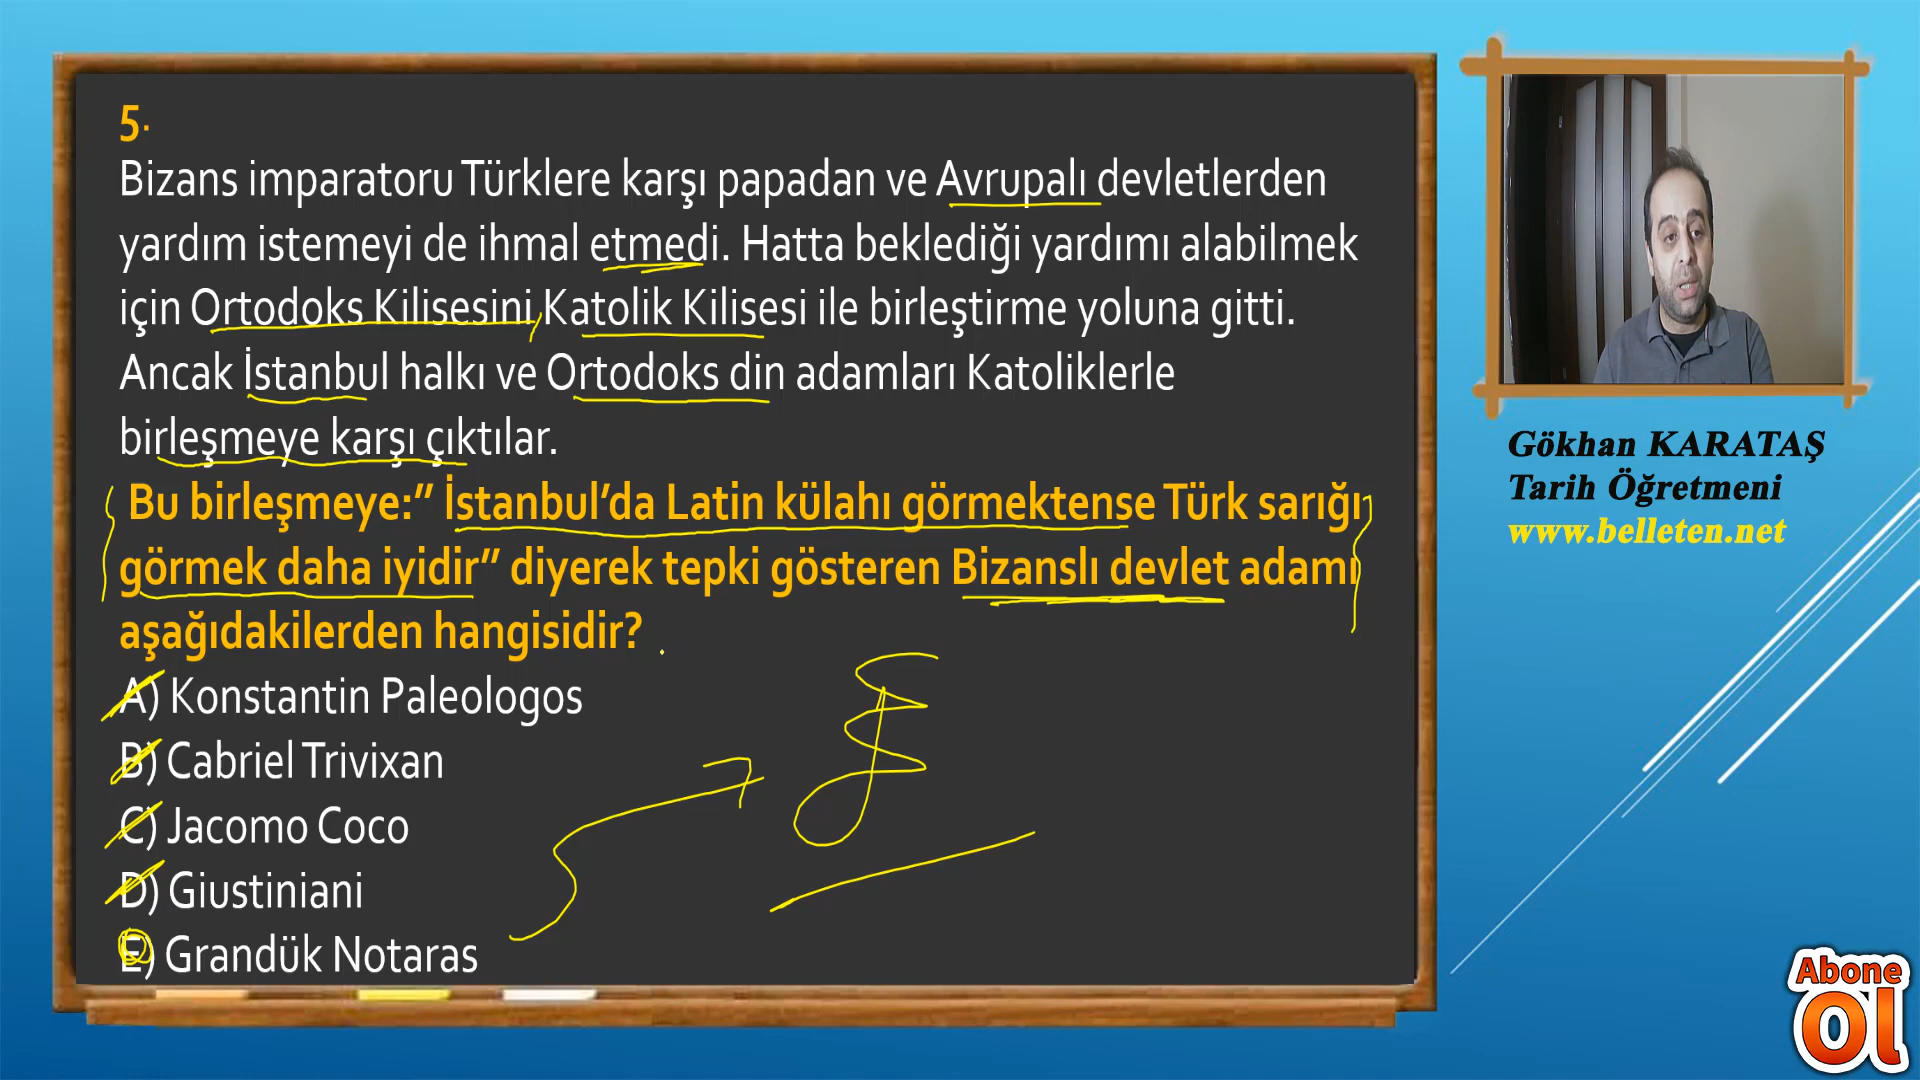 5.
Bizans imparatoru Türklere karşı papadan ve Avrupalı devletlerden
yardım istemeyi de ihmal etmedi. Hatta beklediği yardımı alabilmek
için Ortodoks Kilisesini Katolik Kilisesi ile birleştirme yoluna gitti.
Ancak İstanbul halkı ve Ortodoks din adamları Katoliklerle
birleşmeye karşı çıktılar.
Bu birleşmeye:” İstanbul’da Latin külahı görmektense Türk sarığı
görmek daha iyidir” diyerek tepki gösteren Bizanslı devlet adamı
aşağıdakilerden hangisidir?
A) Konstantin Paleologos
B) Cabriel Trivixan
C) Jacomo Coco
D) Giustiniani
E) Grandük Notaras
Gökhan KARATAŞ
Tarih Öğretmeni
www.belleten.net
Abone
Ol